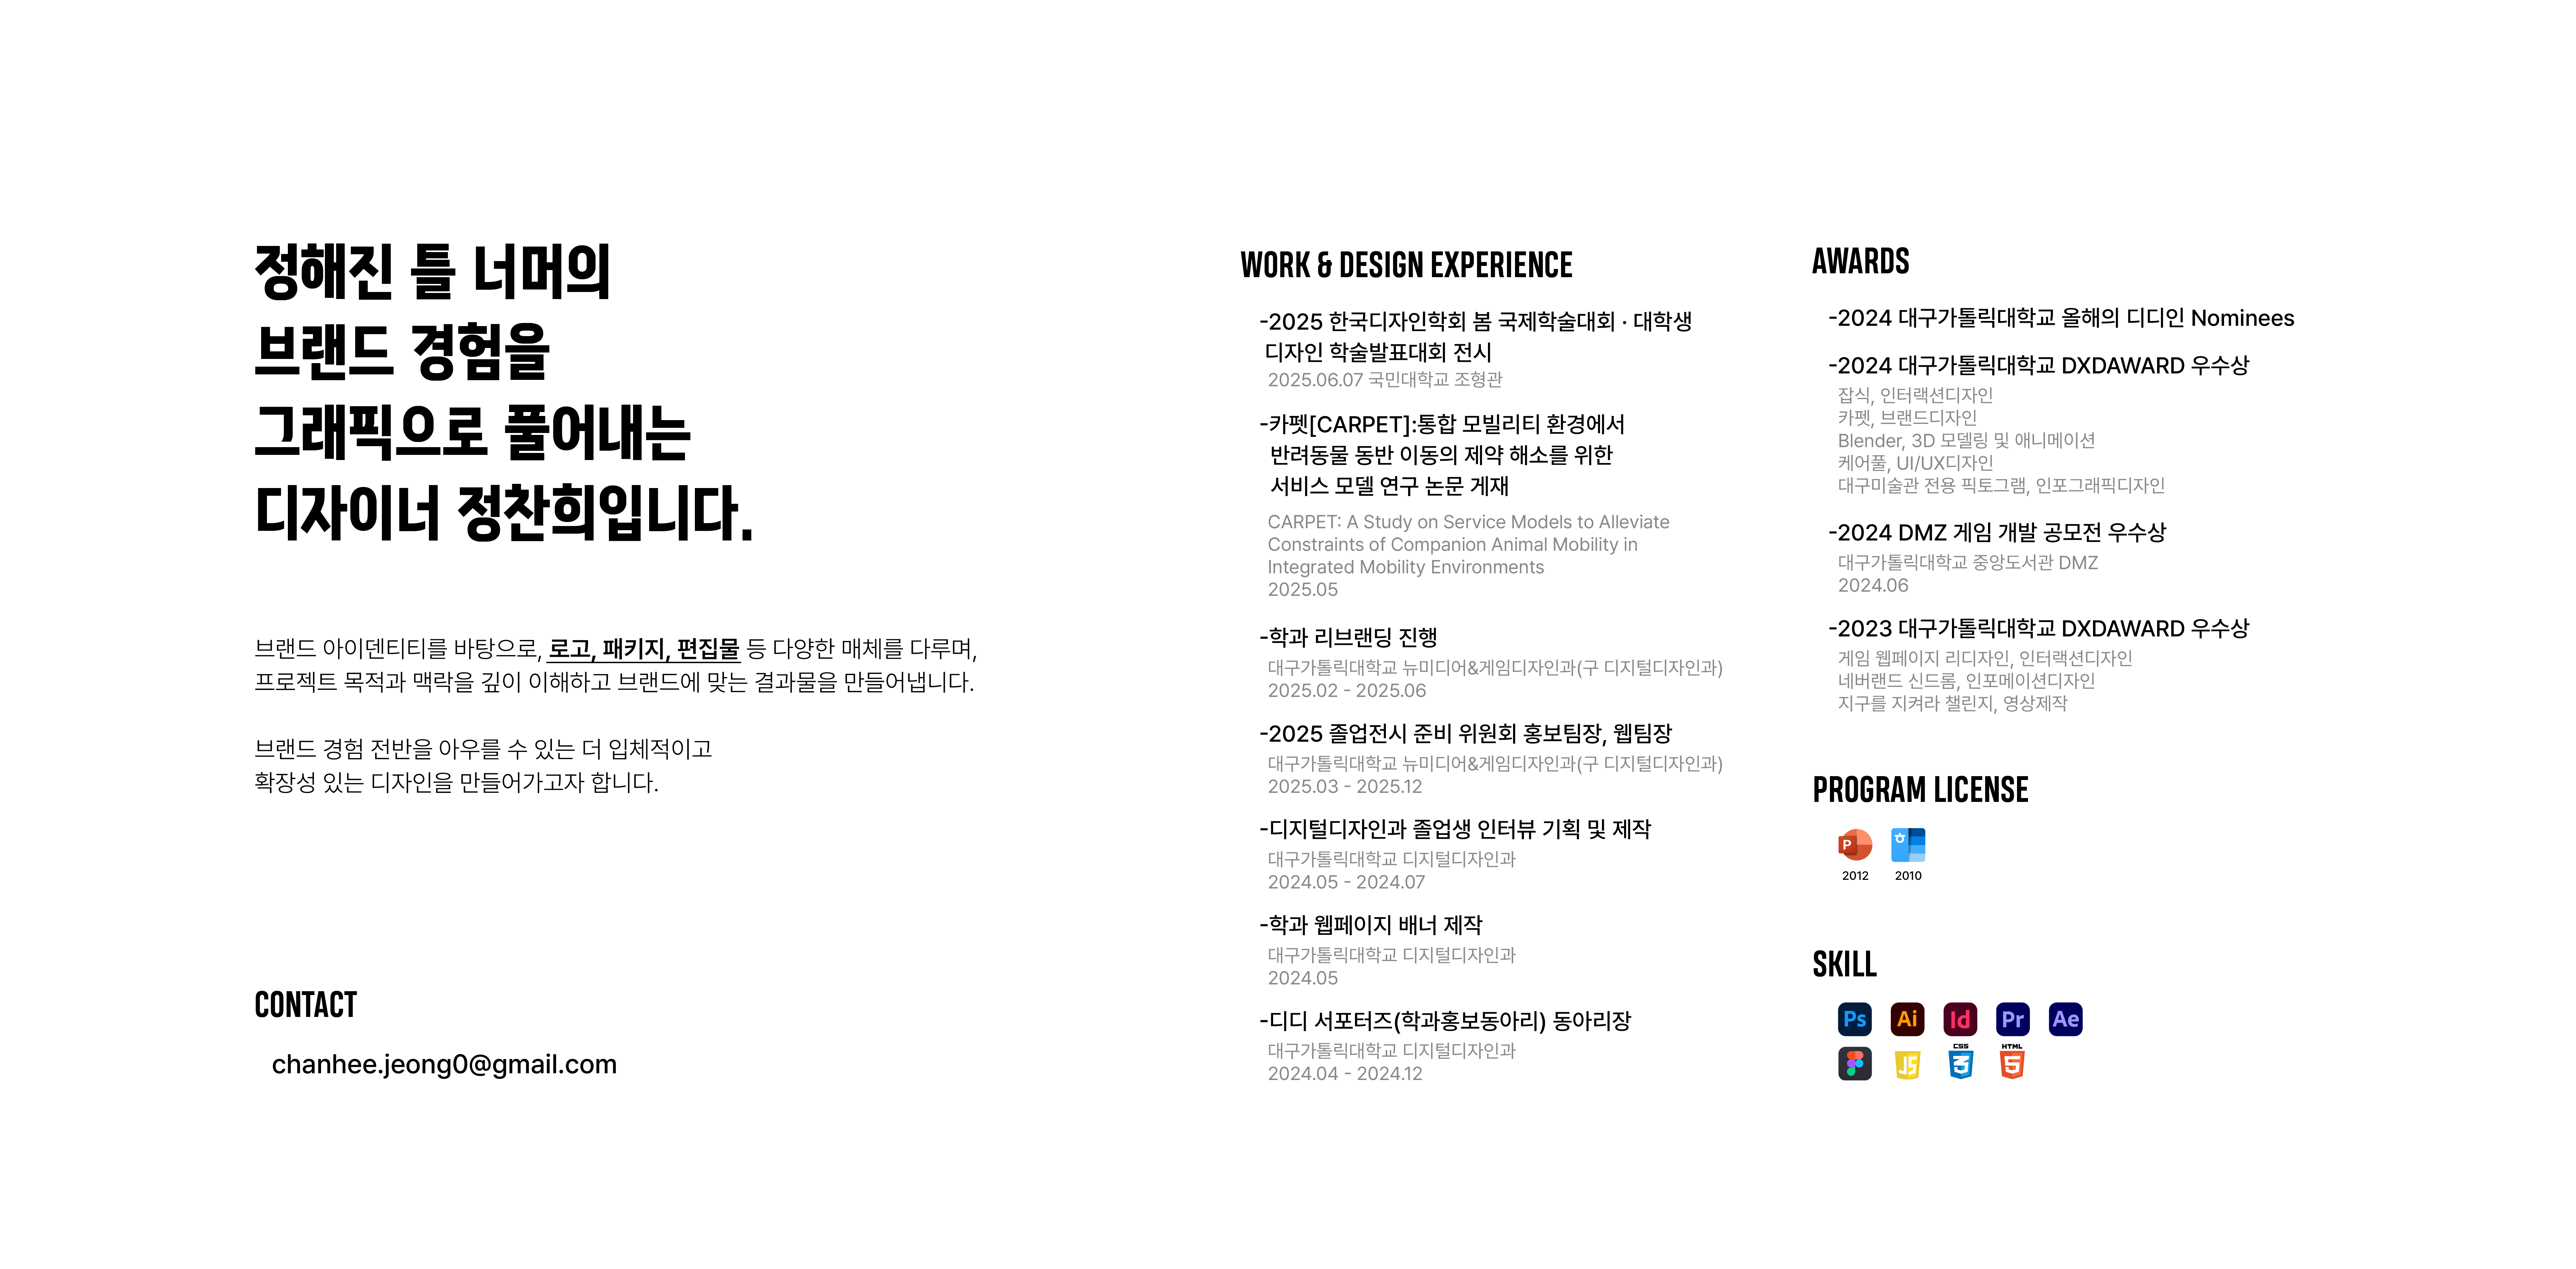 정해진 틀 너머의
브랜드 경험을
그래픽으로 풀어내는
디자이너 정찬희입니다.
브랜드 아이덴티티를 바탕으로, 로고, 패키지, 편집물 등 다양한 매체를 다루며,
프로젝트 목적과 맥락을 깊이 이해하고 브랜드에 맞는 결과물을 만들어냅니다.
브랜드 경험 전반을 아우를 수 있는 더 입체적이고
확장성 있는 디자인을 만들어가고자 합니다.
CONTACT
chanhee.jeong0@gmail.com
WORK & DESIGN EXPERIENCE
-2025 한국디자인학회 봄 국제학술대회 · 대학생
디자인 학술발표대회 전시
2025.06.07 국민대학교 조형관
-카펫[CARPET]:통합 모빌리티 환경에서
반려동물 동반 이동의 제약 해소를 위한
서비스 모델 연구 논문 게재
CARPET: A Study on Service Models to Alleviate
Constraints of Companion Animal Mobility in
Integrated Mobility Environments
2025.05
-학과 리브랜딩 진행
대구가톨릭대학교 뉴미디어&게임디자인과(구 디지털디자인과)
2025.02 - 2025.06
-2025 졸업전시 준비 위원회 홍보팀장, 웹팀장
대구가톨릭대학교 뉴미디어&게임디자인과(구 디지털디자인과)
2025.03 - 2025.12
-디지털디자인과 졸업생 인터뷰 기획 및 제작
대구가톨릭대학교 디지털디자인과
2024.05 - 2024.07
-학과 웹페이지 배너 제작
대구가톨릭대학교 디지털디자인과
2024.05
-디디 서포터즈(학과홍보동아리) 동아리장
대구가톨릭대학교 디지털디자인과
2024.04 - 2024.12
AWARDS
-2024 대구가톨릭대학교 올해의 디디인 Nominees
-2024 대구가톨릭대학교 DXDAWARD 우수상
잡식, 인터랙션디자인
카펫, 브랜드디자인
Blender, 3D 모델링 및 애니메이션
케어풀, UI/UX디자인
대구미술관 전용 픽토그램, 인포그래픽디자인
-2024 DMZ 게임 개발 공모전 우수상
대구가톨릭대학교 중앙도서관 DMZ
2024.06
-2023 대구가톨릭대학교 DXDAWARD 우수상
게임 웹페이지 리디자인, 인터랙션디자인
네버랜드 신드롬, 인포메이션디자인
지구를 지켜라 챌린지, 영상제작
PROGRAM LICENSE
P
2012 2010
SKILL
Ps Ai Id Pr Ae
JS CSS 3 HTML 5